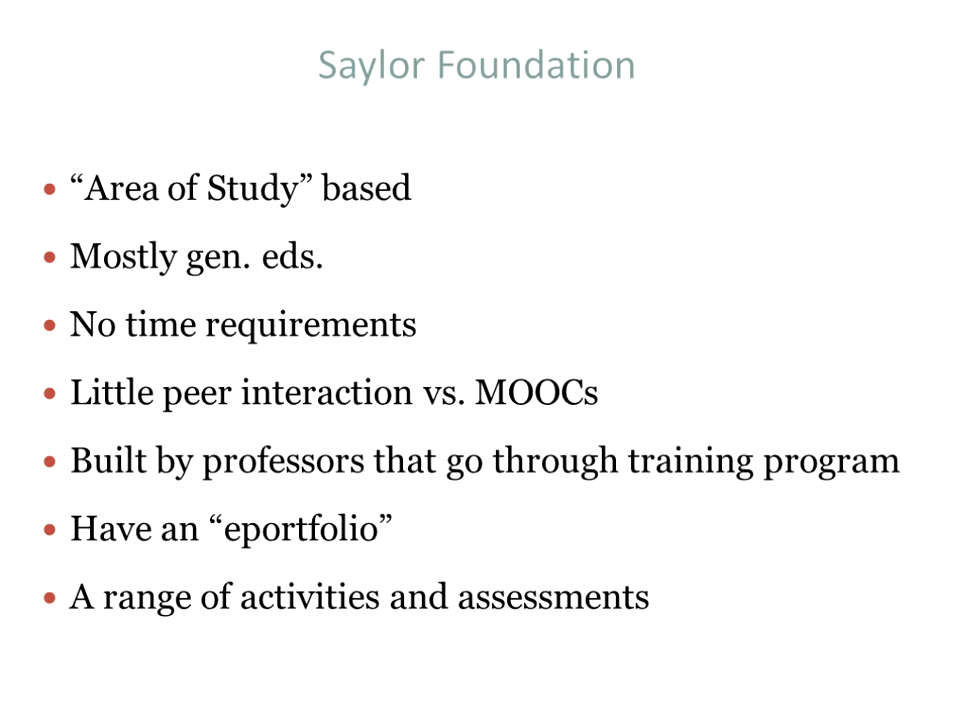 Saylor Foundation
• “Area of Study” based
• Mostly gen. eds.
• No time requirements
• Little peer interaction vs. MOOCs
• Built by professors that go through training program
• Have an “eportfolio”
• A range of activities and assessments